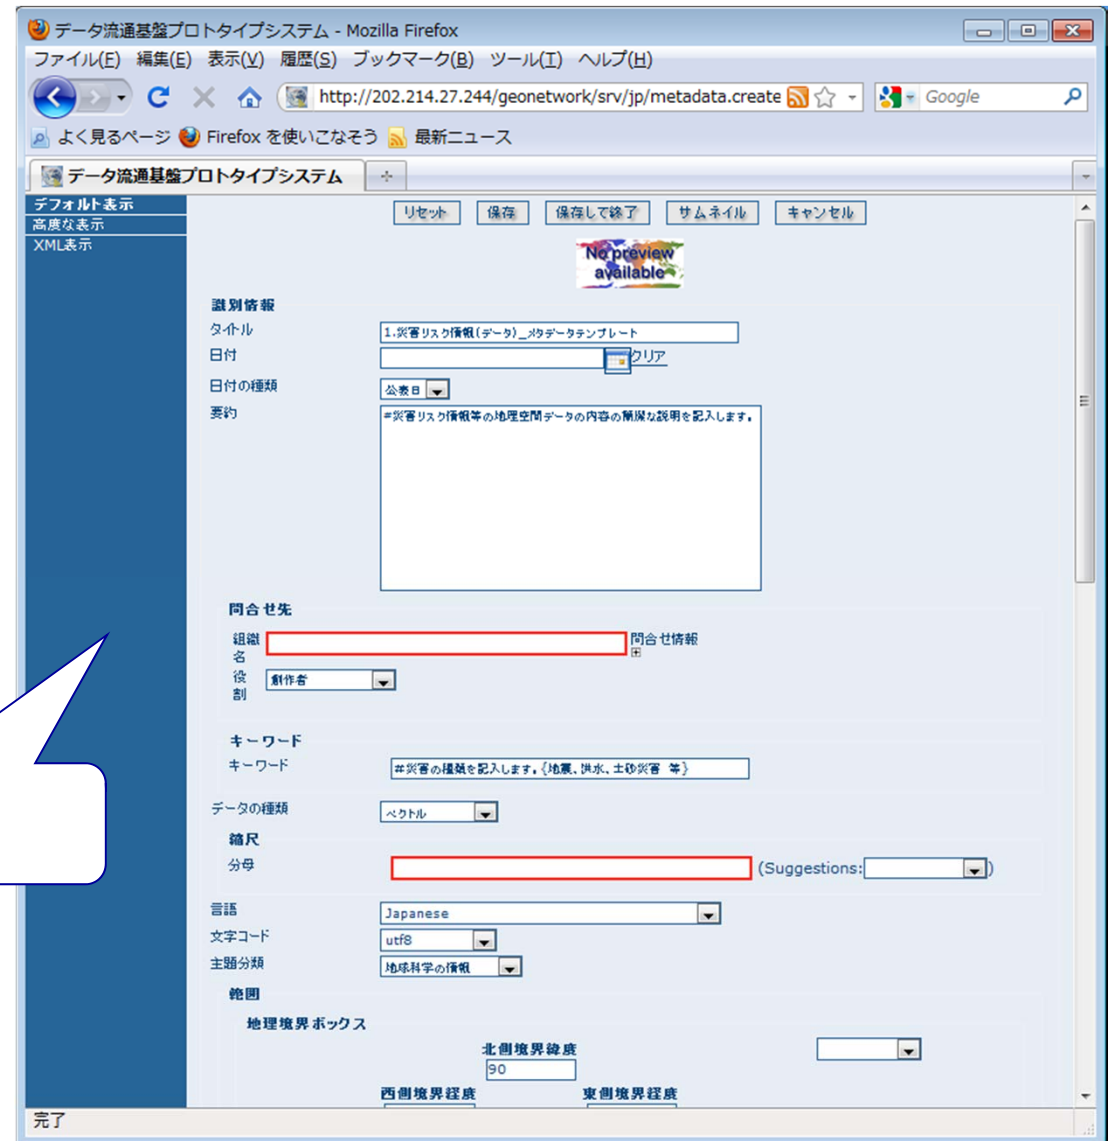 データ流通基盤プロトタイプシステム - Mozilla Firefox
ファイル(F) 編集(E) 表示(V) 履歴(S) ブックマーク(B) ツール(T) ヘルプ(H)
http://202.214.27.244/geonetwork/srv/jp/metadata.create
Google
よく見るページ Firefox を使いこなそう 最新ニュース
データ流通基盤プロトタイプシステム
デフォルト表示
高度な表示
XML表示
リセット 保存 保存して終了 サムネイル キャンセル
No preview
available
識別情報
タイトル 1.災害リスク情報(データ)_メタデータテンプレート
日付 クリア
日付の種類 公表日
要約 #災害リスク情報等の地理空間データの内容の簡潔な説明を記入します。
問合せ先
組織名 問合せ情報
役割 創作者
キーワード
キーワード #災害の種類を記入します。{地震、洪水、土砂災害 等}
データの種類 ベクトル
縮尺
分母 (Suggestions: )
言語 Japanese
文字コード utf8
主題分類 地球科学の情報
範囲
地理境界ボックス
北側境界緯度
90
西側境界経度 東側境界経度
完了